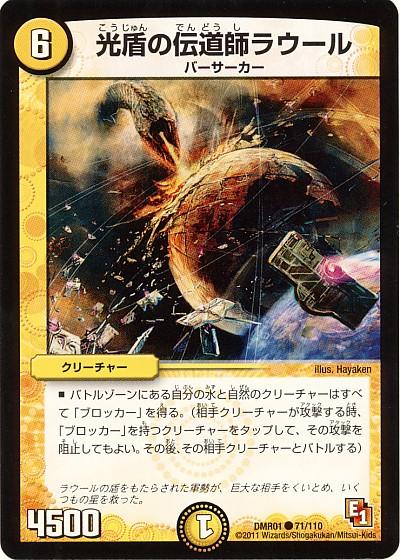 6
こうじゅん でんどうし
光盾の伝道師ラウール
バーサーカー
illus. Hayaken
クリーチャー
■ バトルゾーンにある自分の水と自然のクリーチャーはすべ
て「ブロッカー」を得る。(相手クリーチャーが攻撃する時、
「ブロッカー」を持つクリーチャーをタップして、その攻撃を
阻止してもよい。その後、その相手クリーチャーとバトルする)
ラウールの盾をもたらされた軍勢が、巨大な相手をくいとめ、いく
つもの星を救った。
4500
1
DMR01 ● 71/110
E1
©2011 Wizards/Shogakukan/Mitsui-Kids